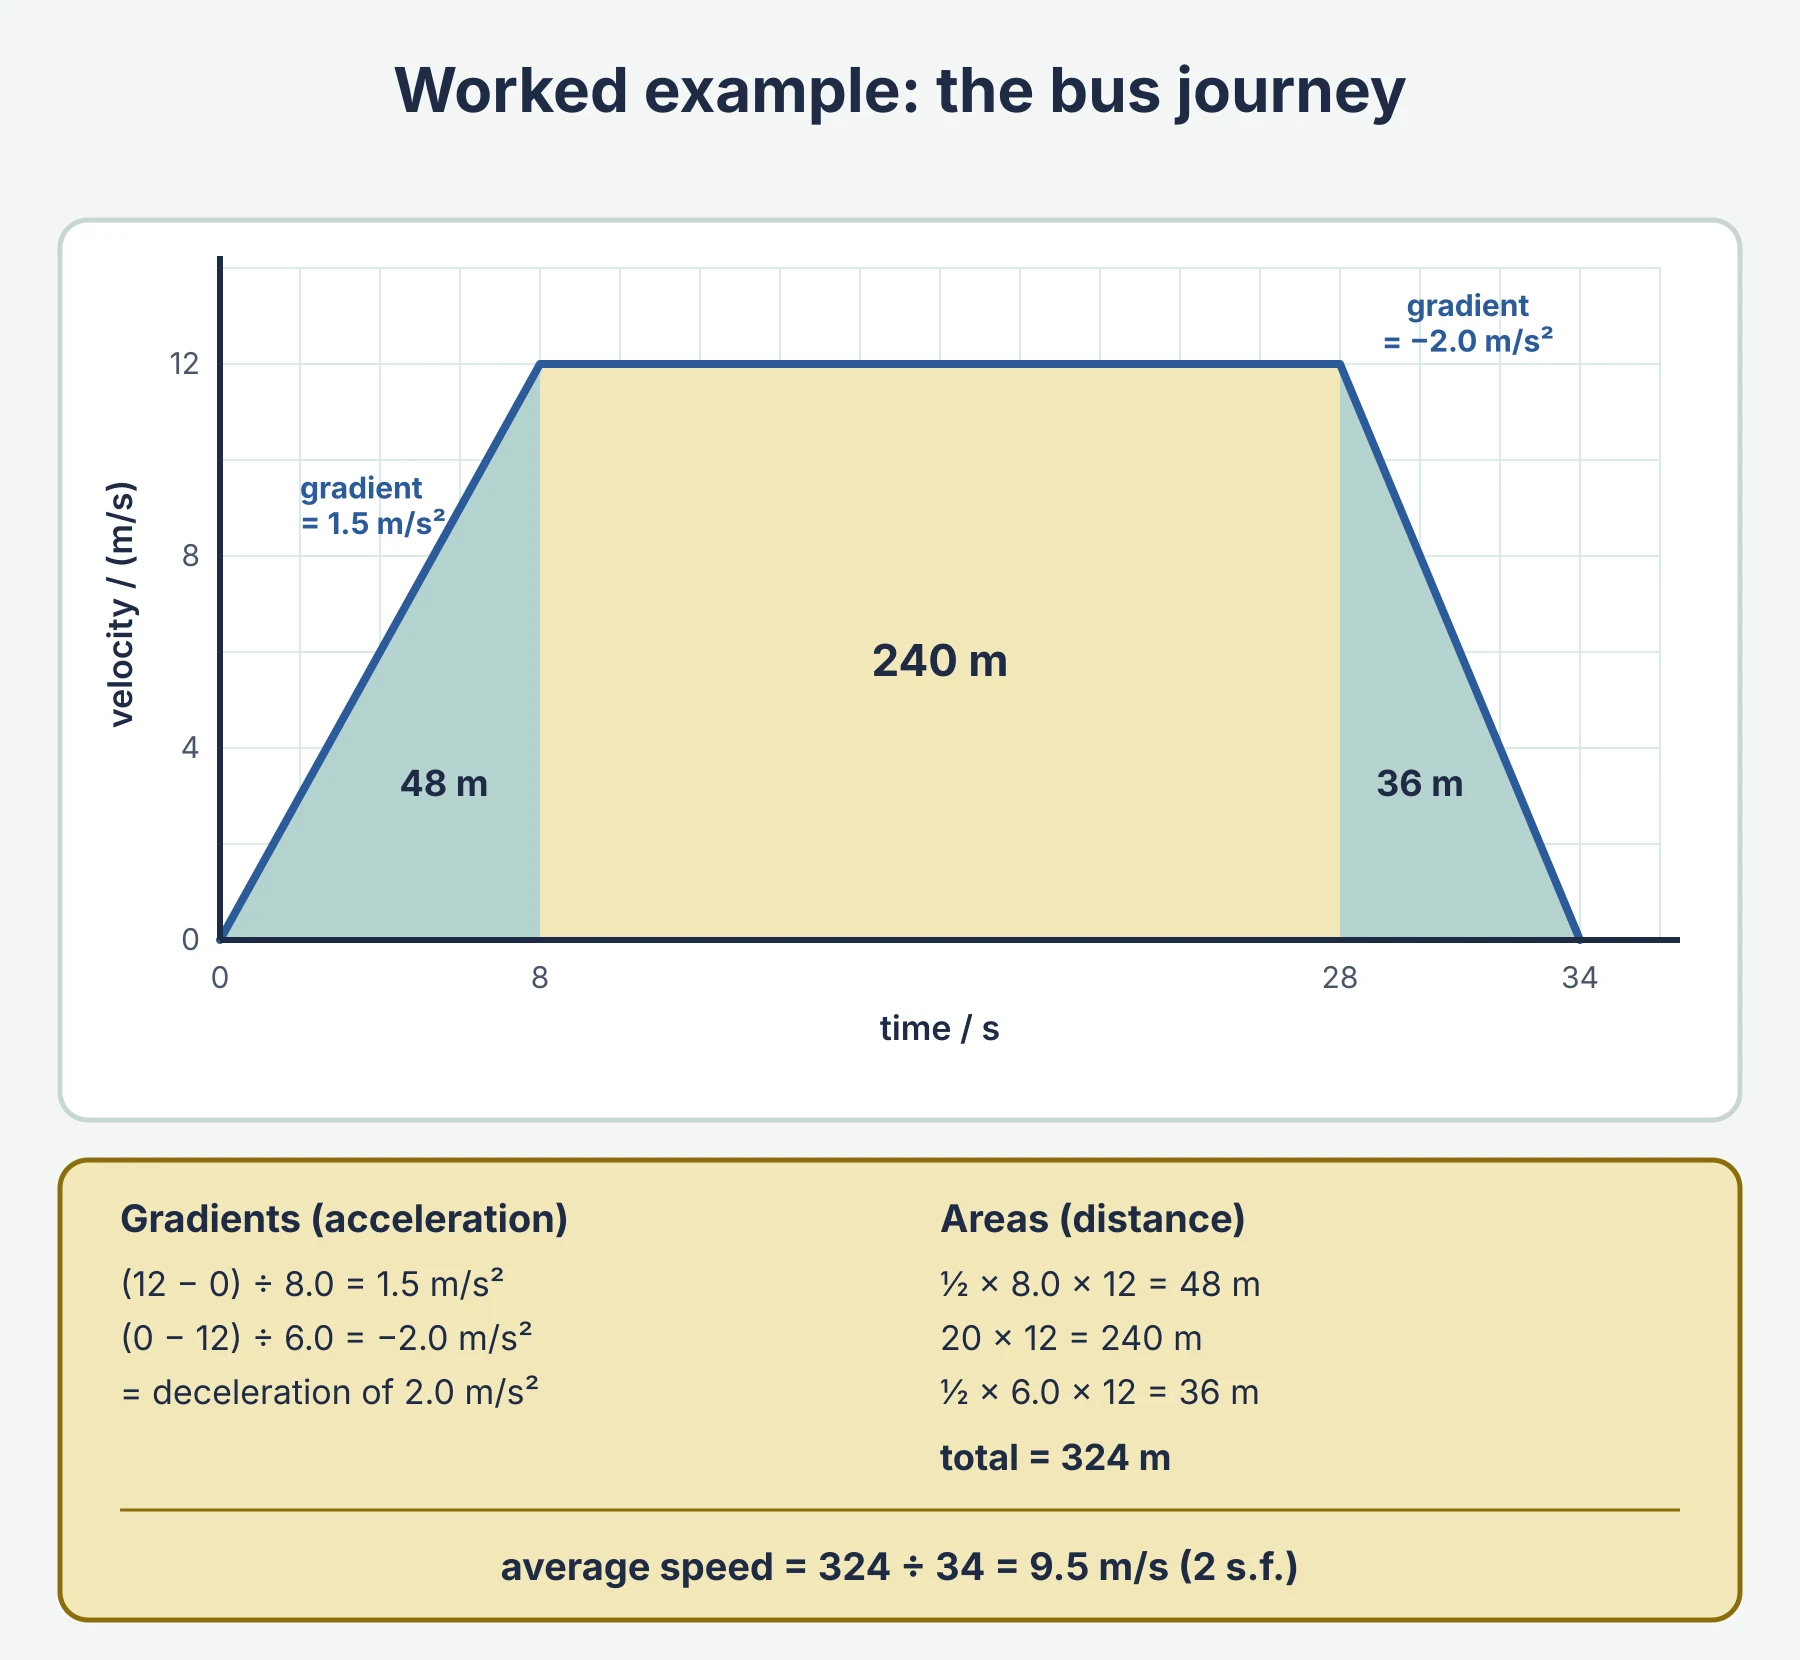 Worked example: the bus journey
gradient
= −2.0 m/s²
12
gradient
= 1.5 m/s²
8
velocity / (m/s)
240 m
4
48 m
36 m
0
0
8
28
34
time / s
Gradients (acceleration)
(12 − 0) ÷ 8.0 = 1.5 m/s²
(0 − 12) ÷ 6.0 = −2.0 m/s²
= deceleration of 2.0 m/s²
Areas (distance)
½ × 8.0 × 12 = 48 m
20 × 12 = 240 m
½ × 6.0 × 12 = 36 m
total = 324 m
average speed = 324 ÷ 34 = 9.5 m/s (2 s.f.)